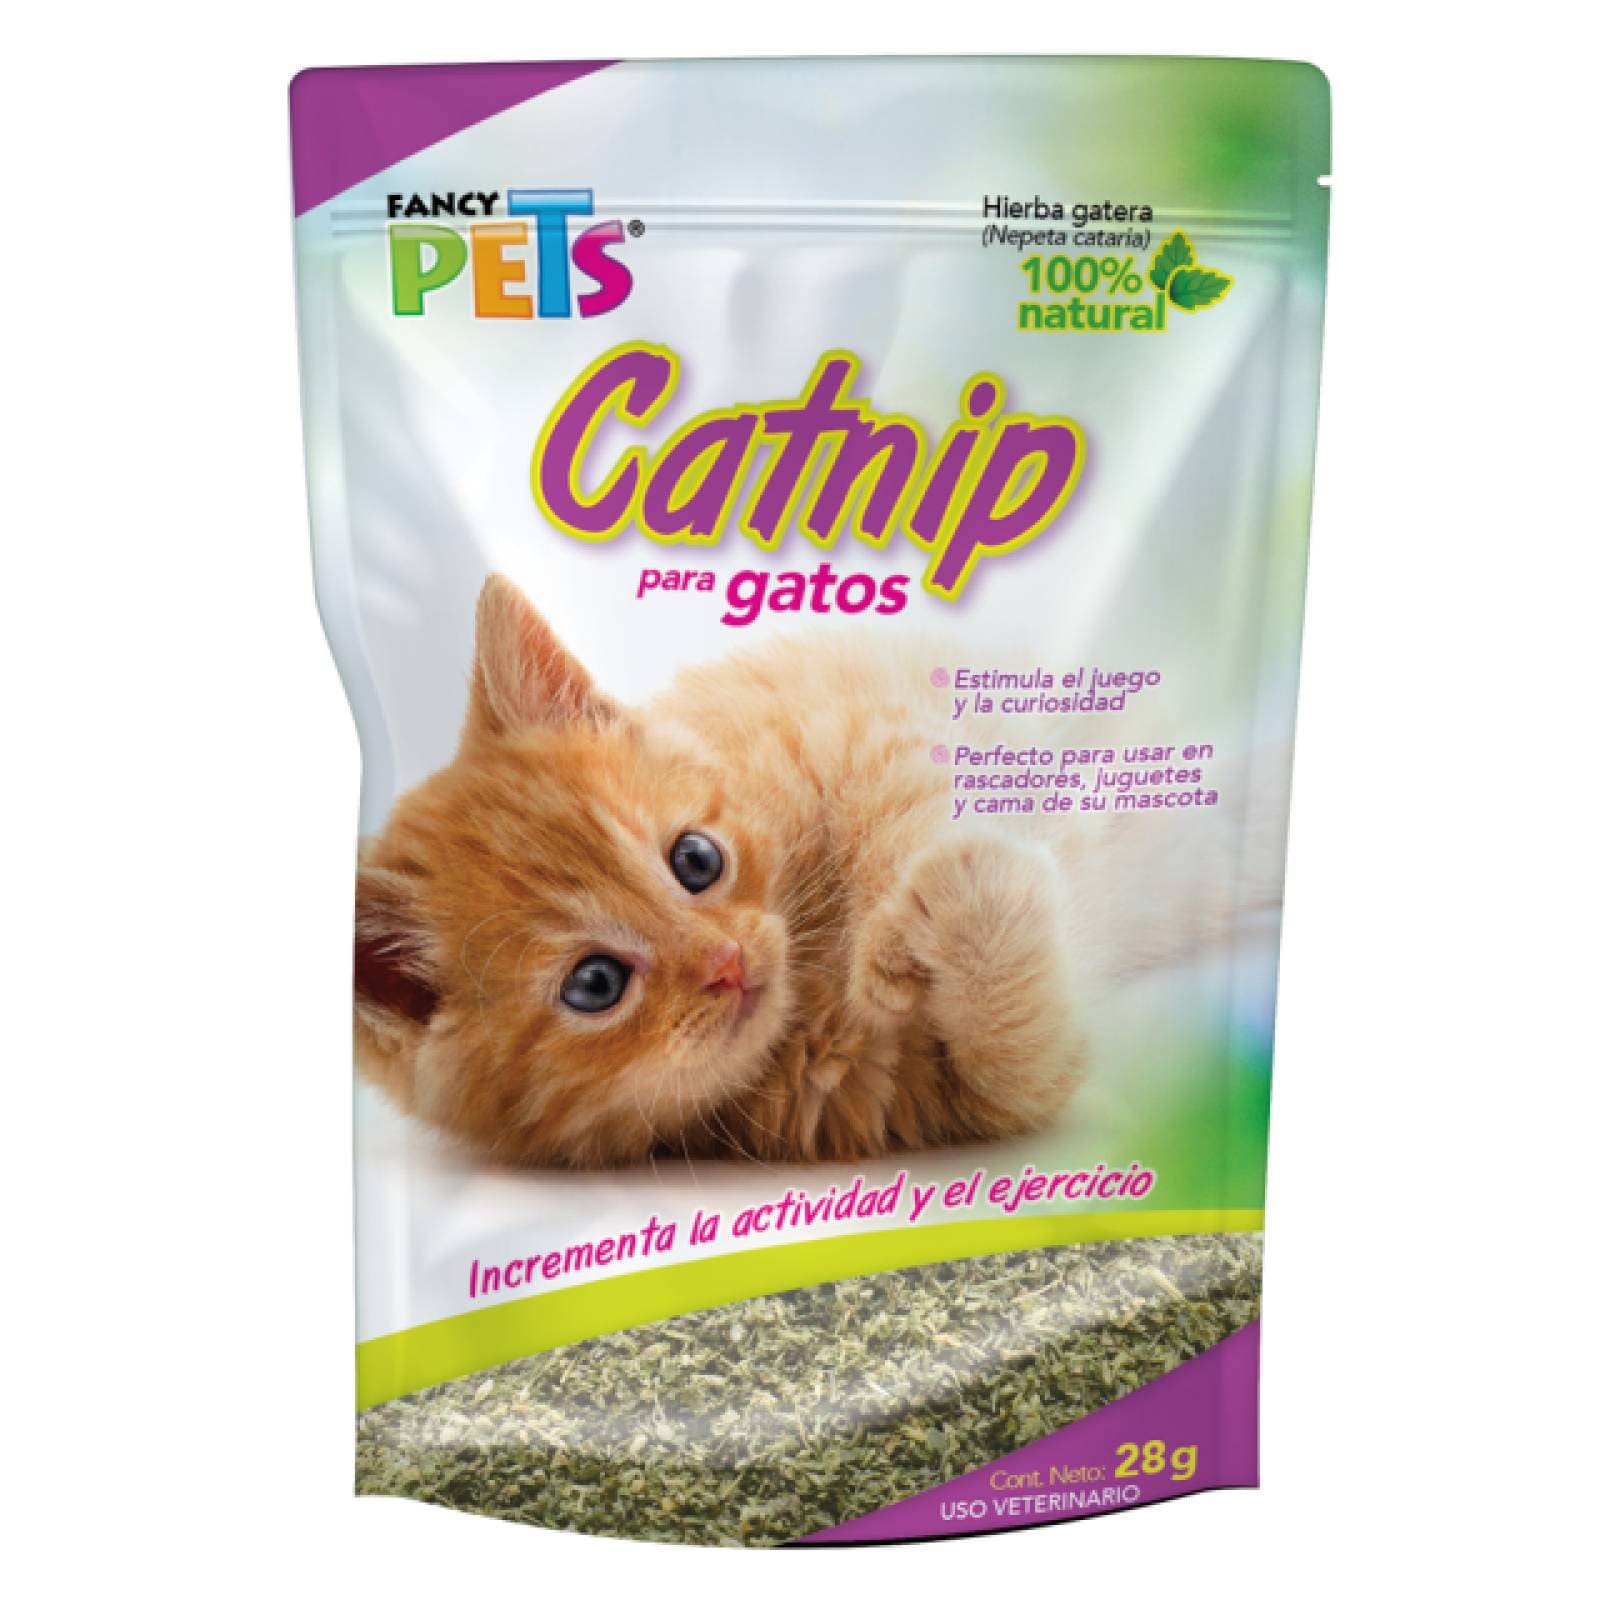 FANCY
PETS®
Hierba gatera
(Nepeta cataria)
100%
natural
Catnip
para gatos
Estimula el juego
y la curiosidad
Perfecto para usar en
rascadores, juguetes
y cama de su mascota
Incrementa la actividad y el ejercicio
Cont. Neto: 28g
USO VETERINARIO